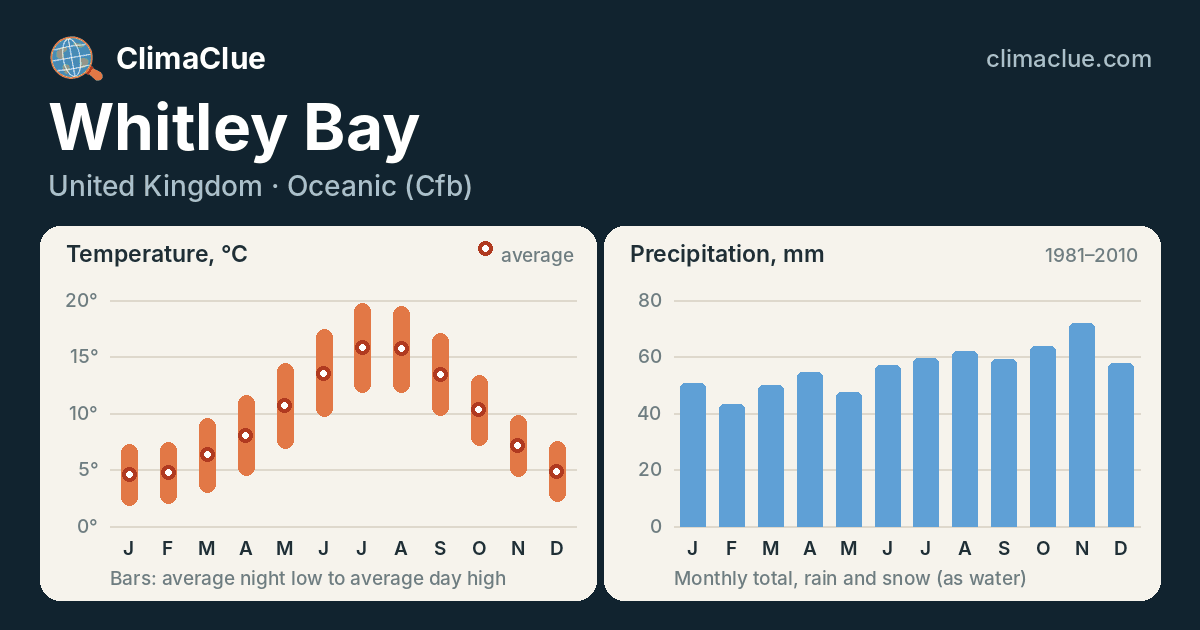 ClimaClue
climaclue.com
Whitley Bay
United Kingdom · Oceanic (Cfb)
Temperature, °C
average
20°
15°
10°
5°
0°
J F M A M J J A S O N D
Bars: average night low to average day high
Precipitation, mm
1981–2010
80
60
40
20
0
J F M A M J J A S O N D
Monthly total, rain and snow (as water)